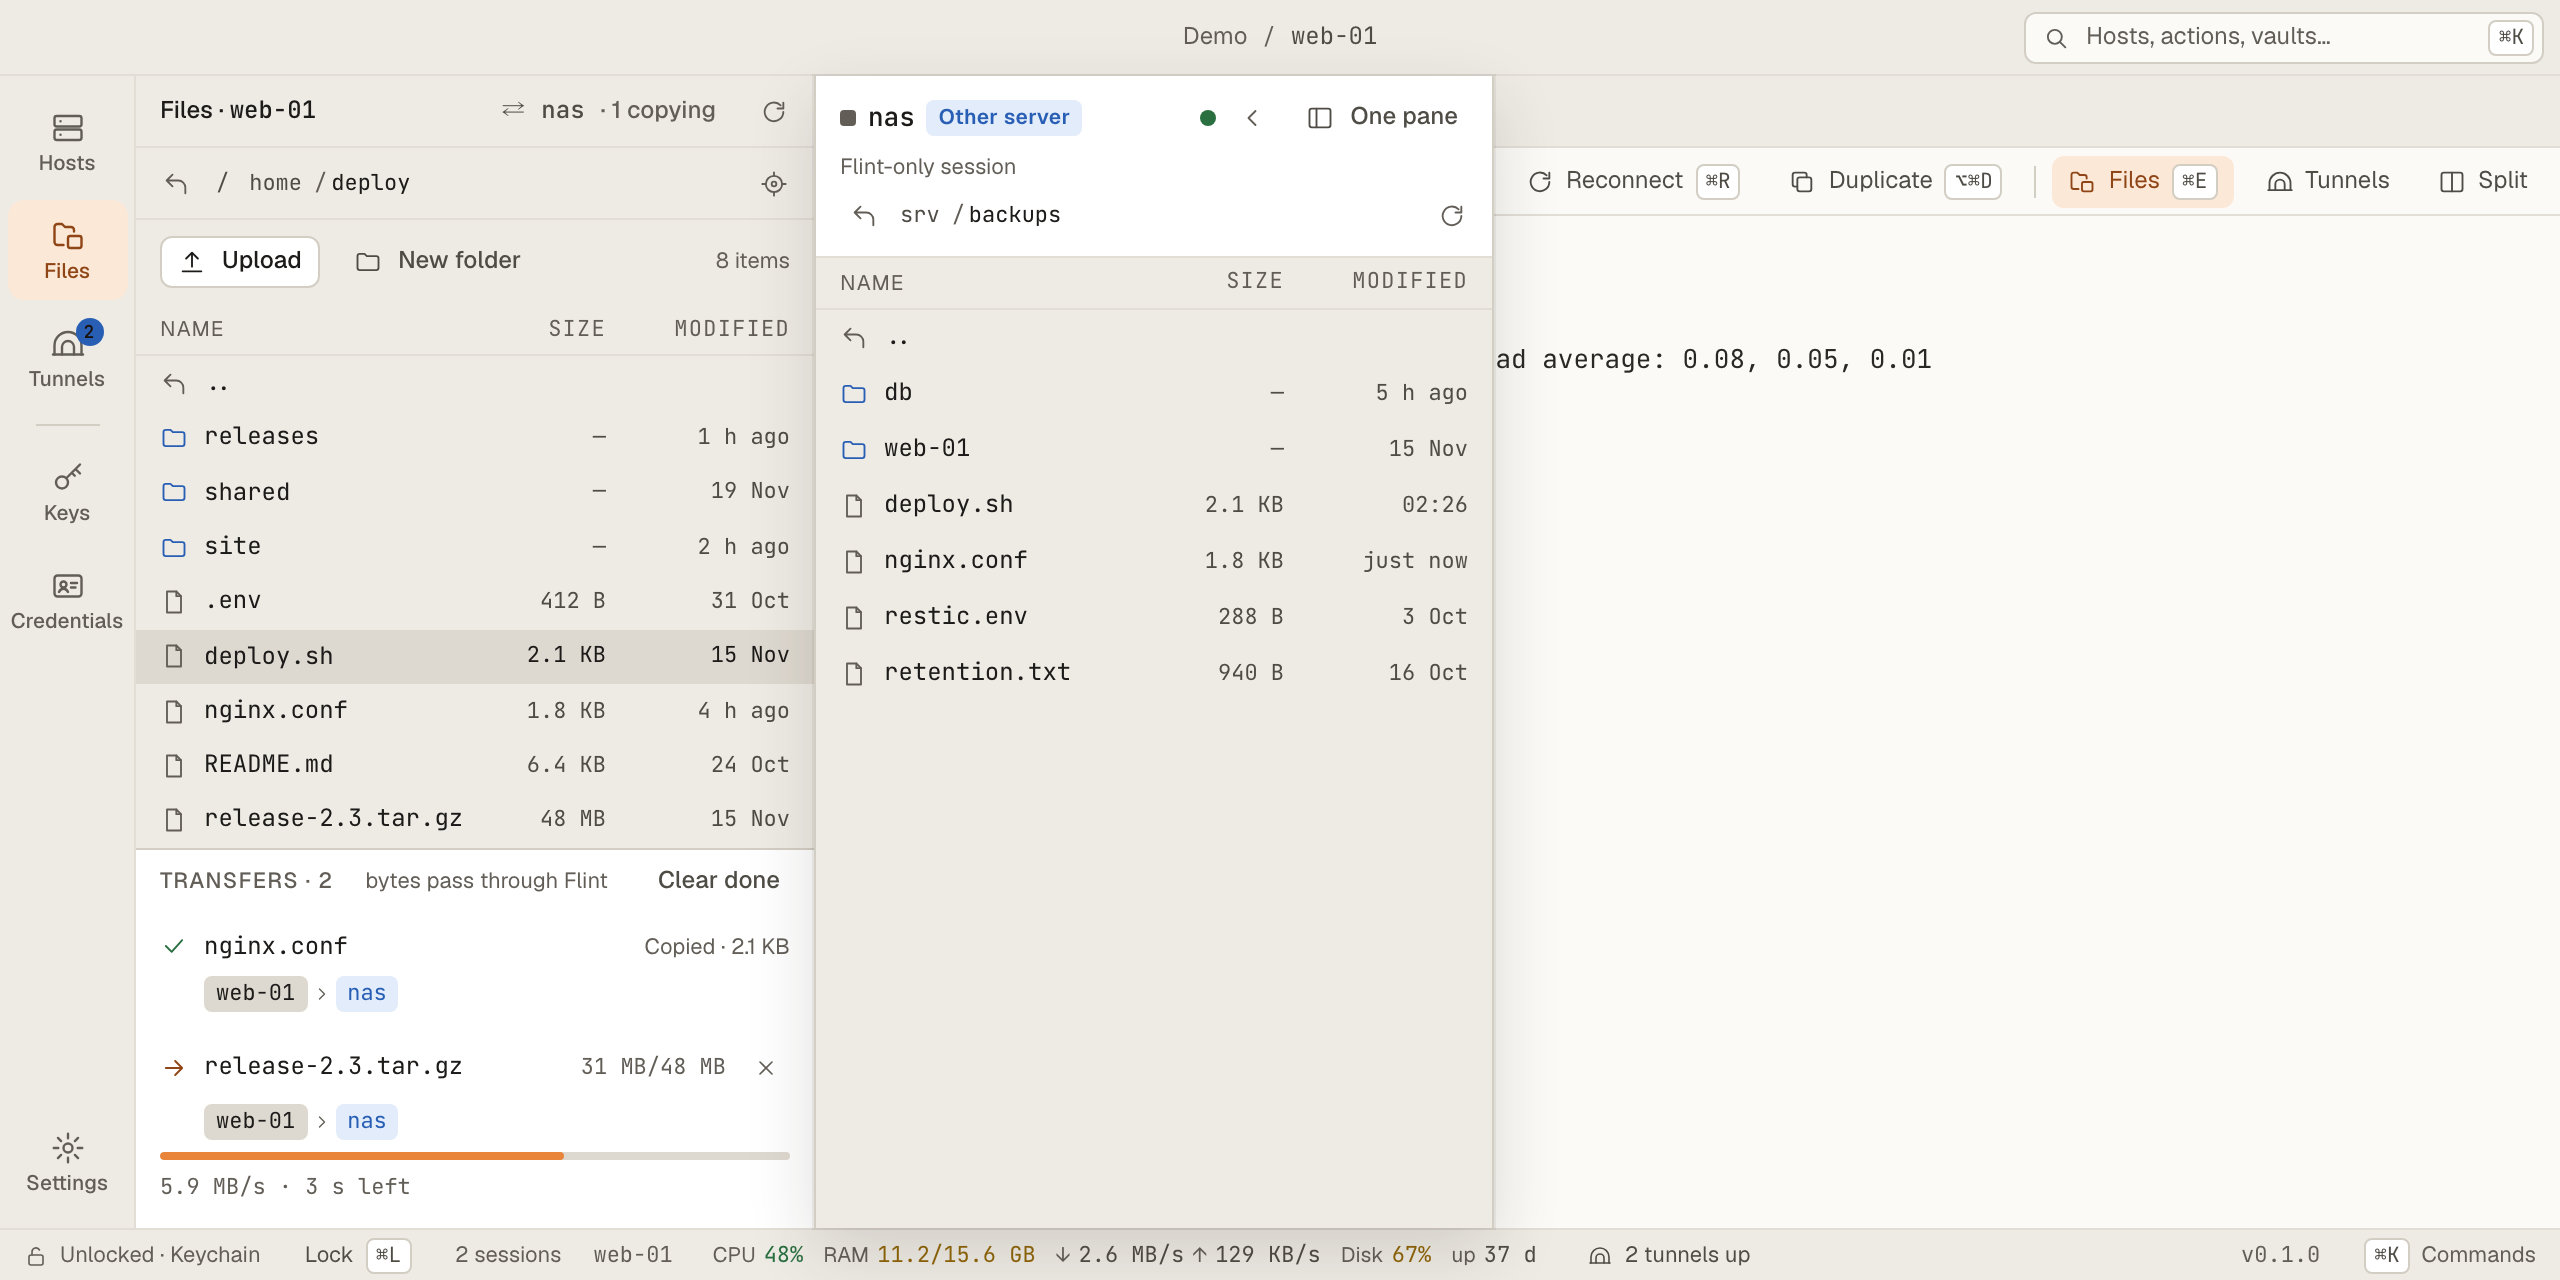 Demo / web-01
Hosts, actions, vaults... ⌘K
Hosts
Files
2
Tunnels
Keys
Credentials
Settings
Files · web-01
nas · 1 copying
/ home / deploy
Upload
New folder
8 items
NAME SIZE MODIFIED
..
releases — 1 h ago
shared — 19 Nov
site — 2 h ago
.env 412 B 31 Oct
deploy.sh 2.1 KB 15 Nov
nginx.conf 1.8 KB 4 h ago
README.md 6.4 KB 24 Oct
release-2.3.tar.gz 48 MB 15 Nov
TRANSFERS · 2 bytes pass through Flint Clear done
nginx.conf Copied · 2.1 KB
web-01 › nas
release-2.3.tar.gz 31 MB/48 MB
web-01 › nas
5.9 MB/s · 3 s left
nas Other server One pane
Flint-only session
srv / backups
NAME SIZE MODIFIED
..
db — 5 h ago
web-01 — 15 Nov
deploy.sh 2.1 KB 02:26
nginx.conf 1.8 KB just now
restic.env 288 B 3 Oct
retention.txt 940 B 16 Oct
Reconnect ⌘R Duplicate ⌥⌘D Files ⌘E Tunnels Split
ad average: 0.08, 0.05, 0.01
Unlocked · Keychain Lock ⌘L 2 sessions web-01 CPU 48% RAM 11.2/15.6 GB ↓ 2.6 MB/s ↑ 129 KB/s Disk 67% up 37 d 2 tunnels up v0.1.0 ⌘K Commands